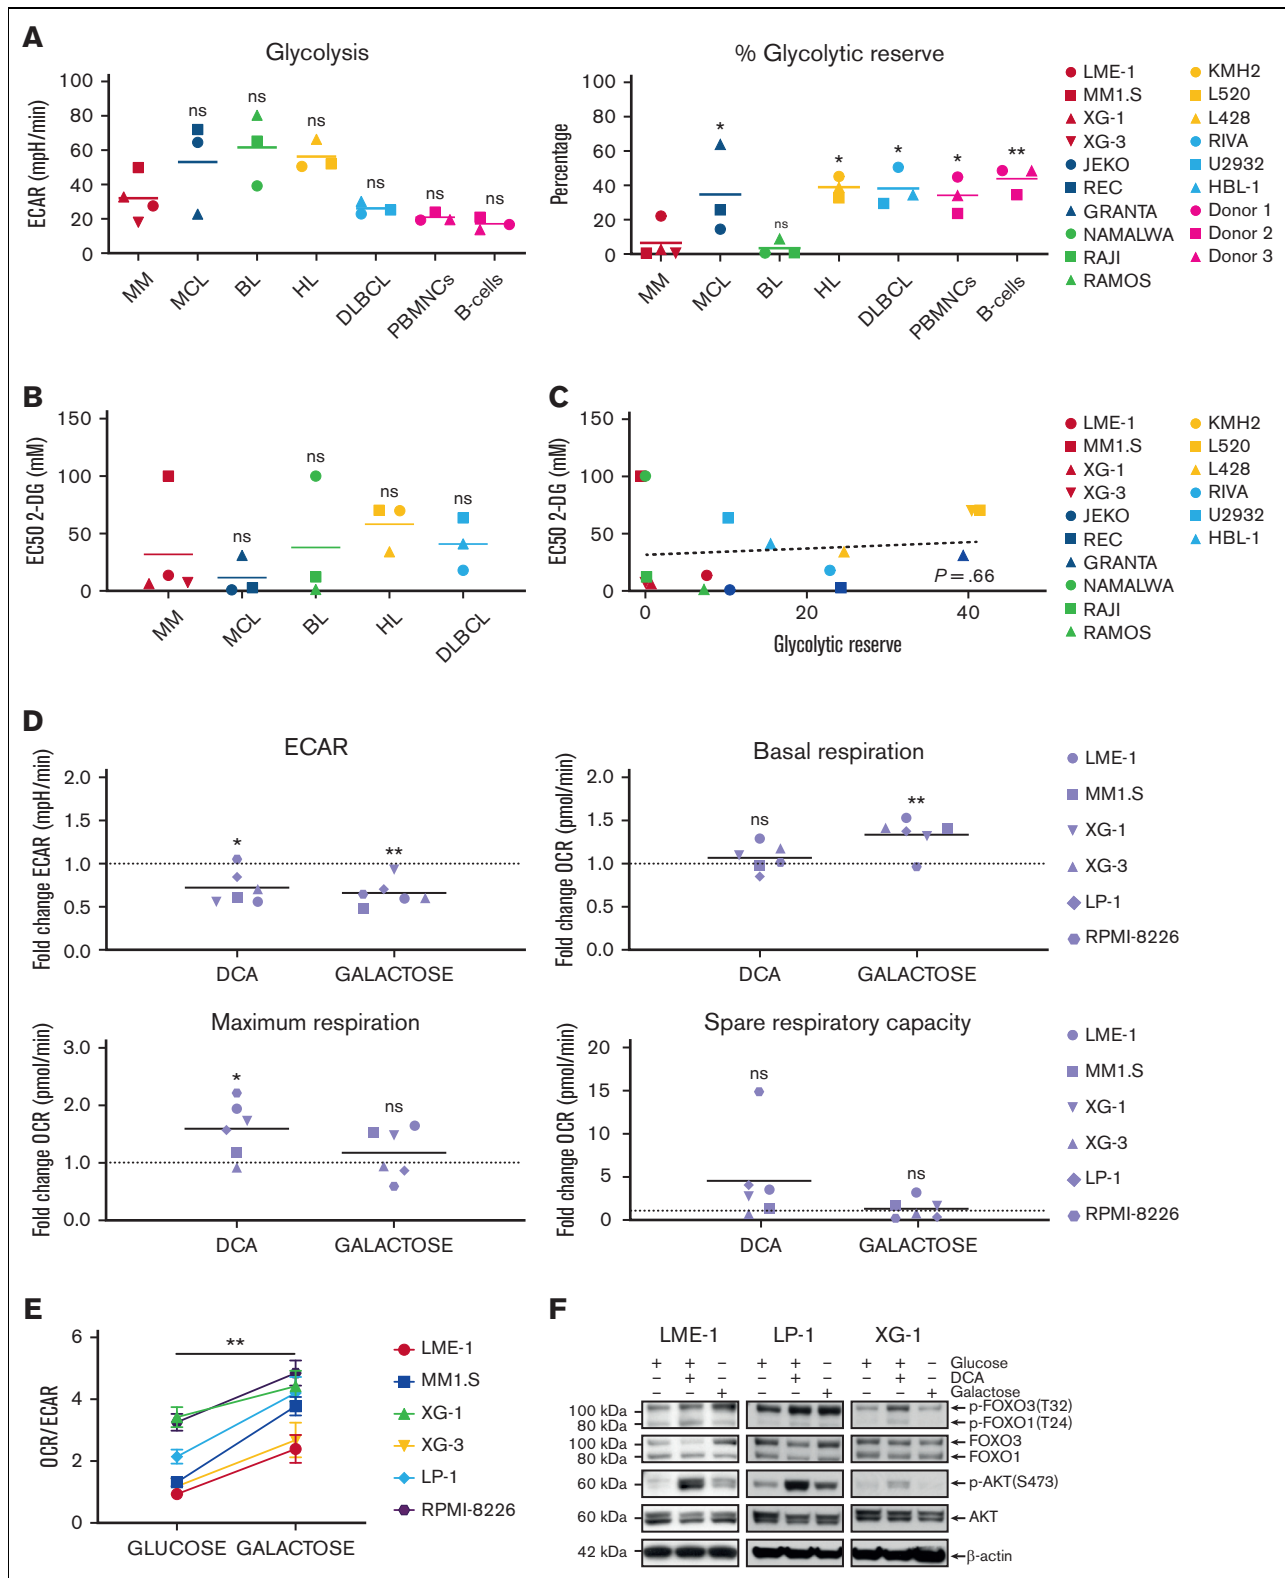 A
Glycolysis
ECAR (mpH/min)
100
80
60
40
20
0
ns
ns
ns
ns
ns
ns
MM
MCL
BL
HL
DLBCL
PBMNCs
B-cells
% Glycolytic reserve
Percentage
100
80
60
40
20
0
*
ns
*
*
*
**
MM
MCL
BL
HL
DLBCL
PBMNCs
B-cells
LME-1
MM1.S
XG-1
XG-3
JEKO
REC
GRANTA
NAMALWA
RAJI
RAMOS
KMH2
L520
L428
RIVA
U2932
HBL-1
Donor 1
Donor 2
Donor 3
B
EC50 2-DG (mM)
150
100
50
0
ns
ns
ns
ns
MM
MCL
BL
HL
DLBCL
C
EC50 2-DG (mM)
150
100
50
0
P = .66
0
20
40
Glycolytic reserve
LME-1
MM1.S
XG-1
XG-3
JEKO
REC
GRANTA
NAMALWA
RAJI
RAMOS
KMH2
L520
L428
RIVA
U2932
HBL-1
D
ECAR
Fold change ECAR (mpH/min)
2.0
1.5
1.0
0.5
0.0
*
**
DCA
GALACTOSE
Basal respiration
Fold change OCR (pmol/min)
2.0
1.5
1.0
0.5
0.0
ns
**
DCA
GALACTOSE
LME-1
MM1.S
XG-1
XG-3
LP-1
RPMI-8226
Maximum respiration
Fold change OCR (pmol/min)
3.0
2.0
1.0
0.0
*
ns
DCA
GALACTOSE
Spare respiratory capacity
Fold change OCR (pmol/min)
20
15
10
5
0
ns
ns
DCA
GALACTOSE
LME-1
MM1.S
XG-1
XG-3
LP-1
RPMI-8226
E
OCR/ECAR
6
4
2
0
**
GLUCOSE
GALACTOSE
LME-1
MM1.S
XG-1
XG-3
LP-1
RPMI-8226
F
LME-1 LP-1 XG-1
+ + − + + − + + − Glucose
− + − − + − − + − DCA
− − + − − + − − + Galactose
100 kDa p-FOXO3(T32)
80 kDa p-FOXO1(T24)
100 kDa FOXO3
80 kDa FOXO1
60 kDa p-AKT(S473)
60 kDa AKT
42 kDa β-actin